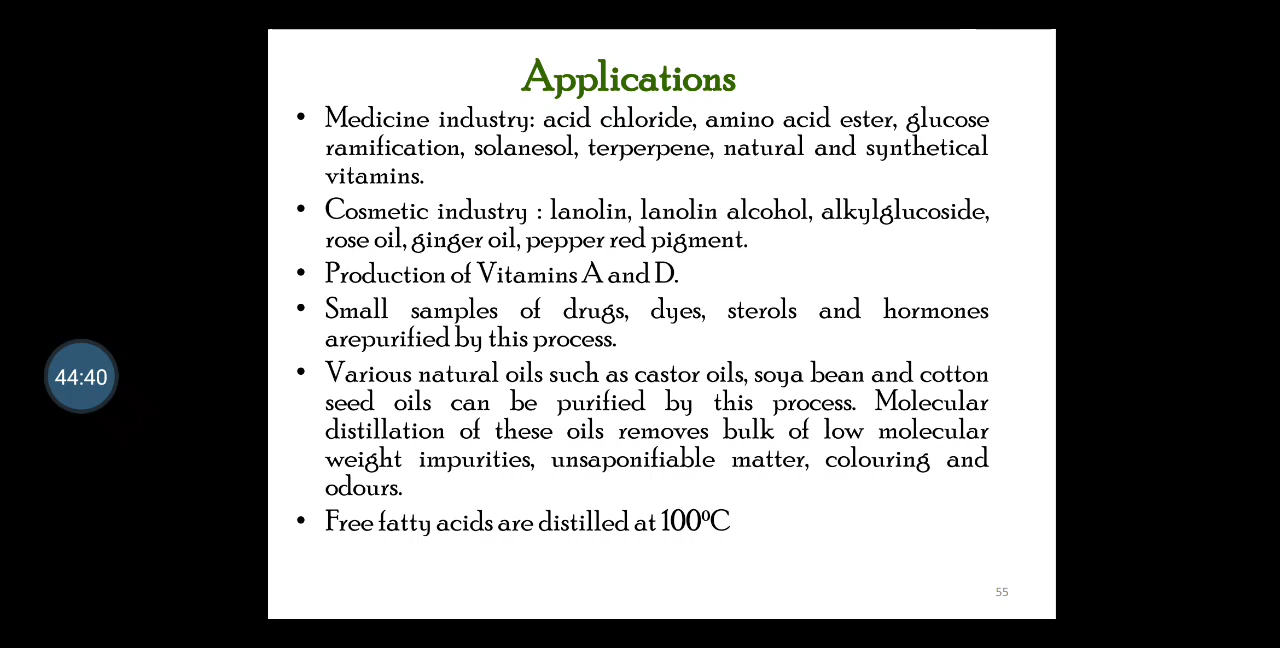 Applications
• Medicine industry: acid chloride, amino acid ester, glucose
ramification, solanesol, terperpene, natural and synthetical
vitamins.
• Cosmetic industry : lanolin, lanolin alcohol, alkylglucoside,
rose oil, ginger oil, pepper red pigment.
• Production of Vitamins A and D.
• Small samples of drugs, dyes, sterols and hormones
arepurified by this process.
44:40
• Various natural oils such as castor oils, soya bean and cotton
seed oils can be purified by this process. Molecular
distillation of these oils removes bulk of low molecular
weight impurities, unsaponifiable matter, colouring and
odours.
• Free fatty acids are distilled at 100⁰C
55